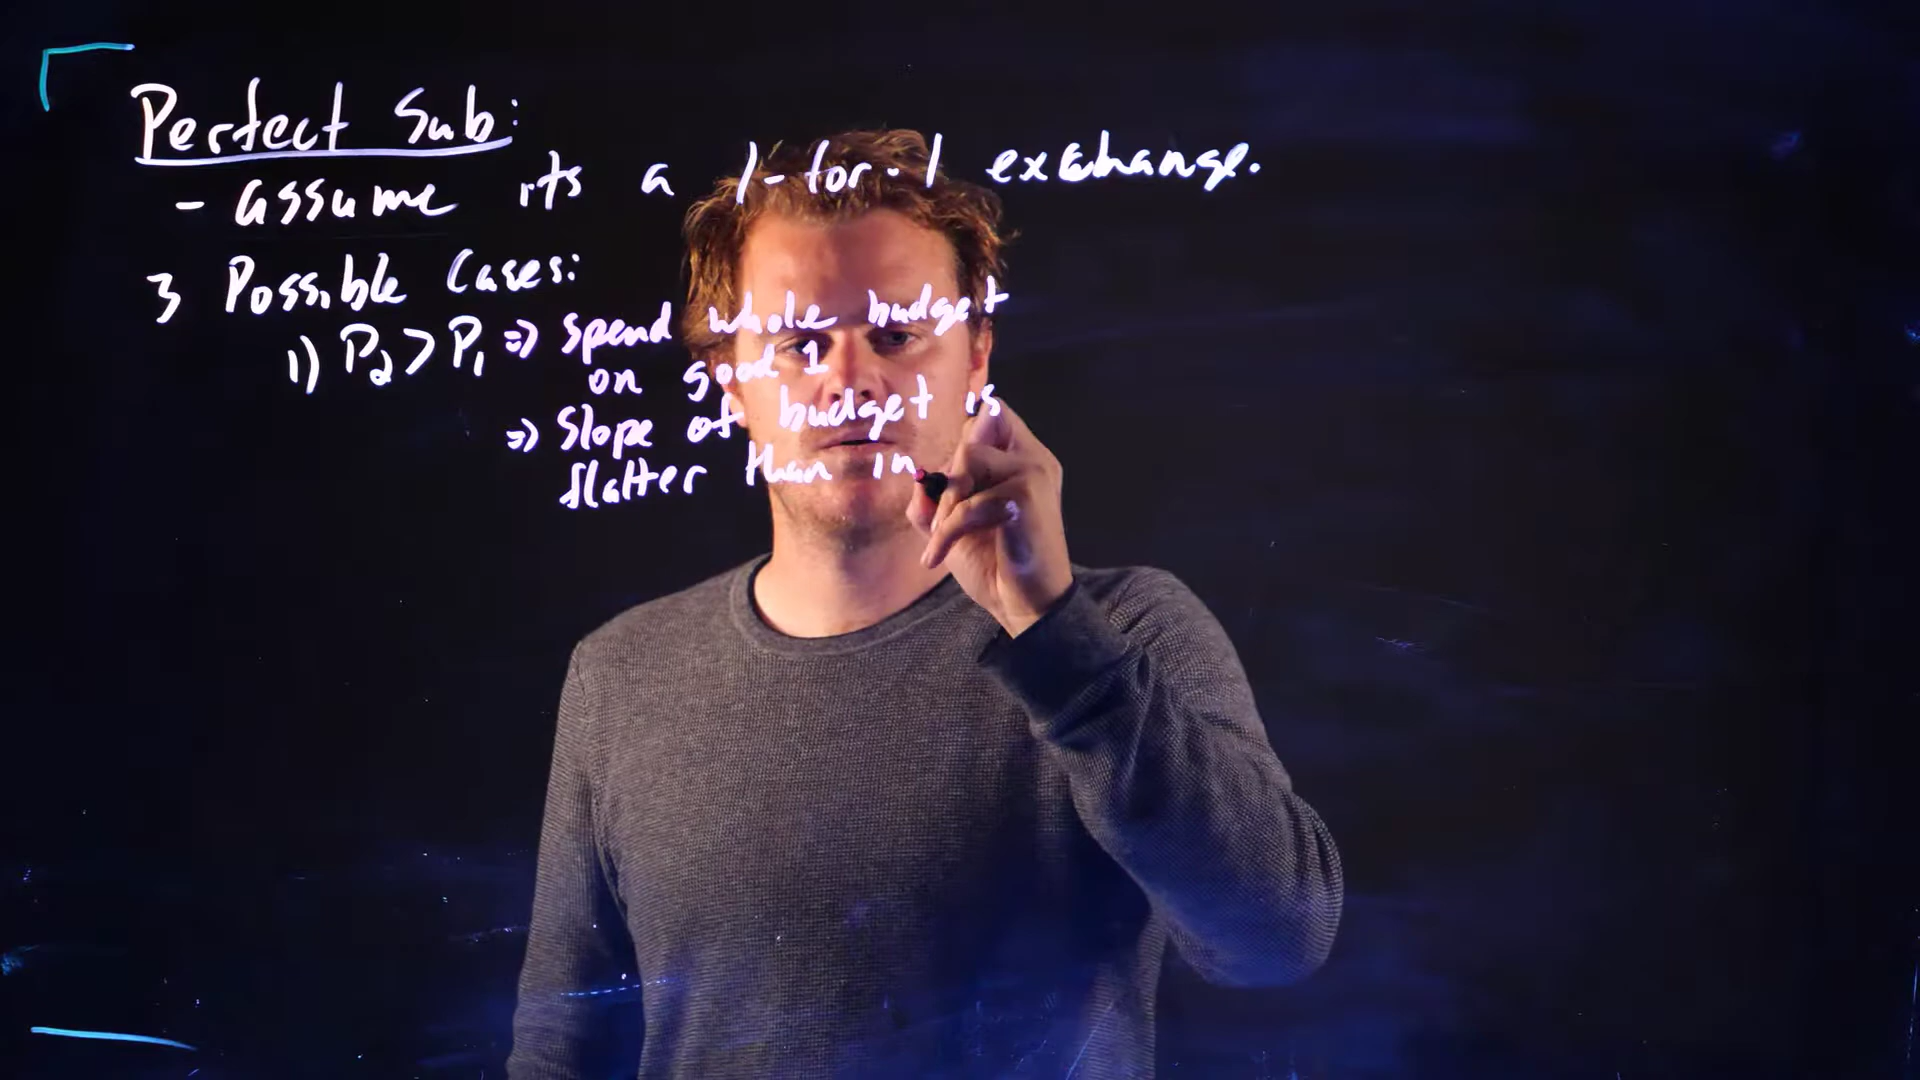 Perfect Sub:
- assume its a 1-for-1 exchange.
3 Possible Cases:
1) P2 > P1 => Spend whole budget
on good 1
=> Slope of budget is
flatter than in